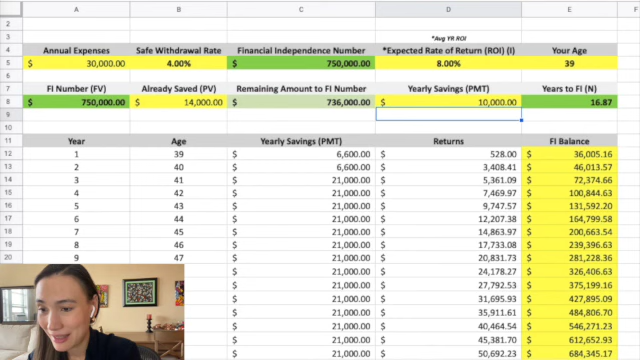 A B C D E F
2
3 *Avg YR ROI
4 Annual Expenses Safe Withdrawal Rate Financial Independence Number *Expected Rate of Return (ROI) (I) Your Age
5 $ 30,000.00 4.00% $ 750,000.00 8.00% 39
6
7 FI Number (FV) Already Saved (PV) Remaining Amount to FI Number Yearly Savings (PMT) Years to FI (N)
8 $ 750,000.00 $ 14,000.00 736,000.00 $ 10,000.00 16.87
9
10
11 Year Age Yearly Savings (PMT) Returns FI Balance
12 1 39 $ 6,600.00 $ 528.00 $ 36,005.16
13 2 40 $ 6,600.00 $ 3,408.41 $ 46,013.57
14 3 41 $ 21,000.00 $ 5,361.09 $ 72,374.66
15 4 42 $ 21,000.00 $ 7,469.97 $ 100,844.63
16 5 43 $ 21,000.00 $ 9,747.57 $ 131,592.20
17 6 44 $ 21,000.00 $ 12,207.38 $ 164,799.58
18 7 45 $ 21,000.00 $ 14,863.97 $ 200,663.54
19 8 46 $ 21,000.00 $ 17,733.08 $ 239,396.63
20 9 47 $ 21,000.00 $ 20,831.73 $ 281,228.36
$ 21,000.00 $ 24,178.27 $ 326,406.63
$ 21,000.00 $ 27,792.53 $ 375,199.16
$ 21,000.00 $ 31,695.93 $ 427,895.09
$ 21,000.00 $ 35,911.61 $ 484,806.70
$ 21,000.00 $ 40,464.54 $ 546,271.23
$ 21,000.00 $ 45,381.70 $ 612,652.93
$ 21,000.00 $ 50,692.23 $ 684,345.17